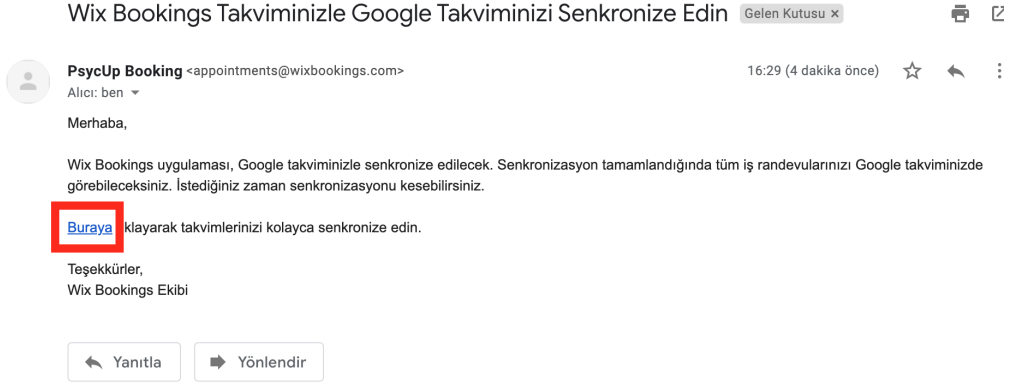 Wix Bookings Takviminizle Google Takviminizi Senkronize Edin Gelen Kutusu ×
PsycUp Booking <appointments@wixbookings.com> 16:29 (4 dakika önce)
Alıcı: ben
Merhaba,
Wix Bookings uygulaması, Google takviminizle senkronize edilecek. Senkronizasyon tamamlandığında tüm iş randevularınızı Google takviminizde
görebileceksiniz. İstediğiniz zaman senkronizasyonu kesebilirsiniz.
Buraya klayarak takvimlerinizi kolayca senkronize edin.
Teşekkürler,
Wix Bookings Ekibi
Yanıtla Yönlendir